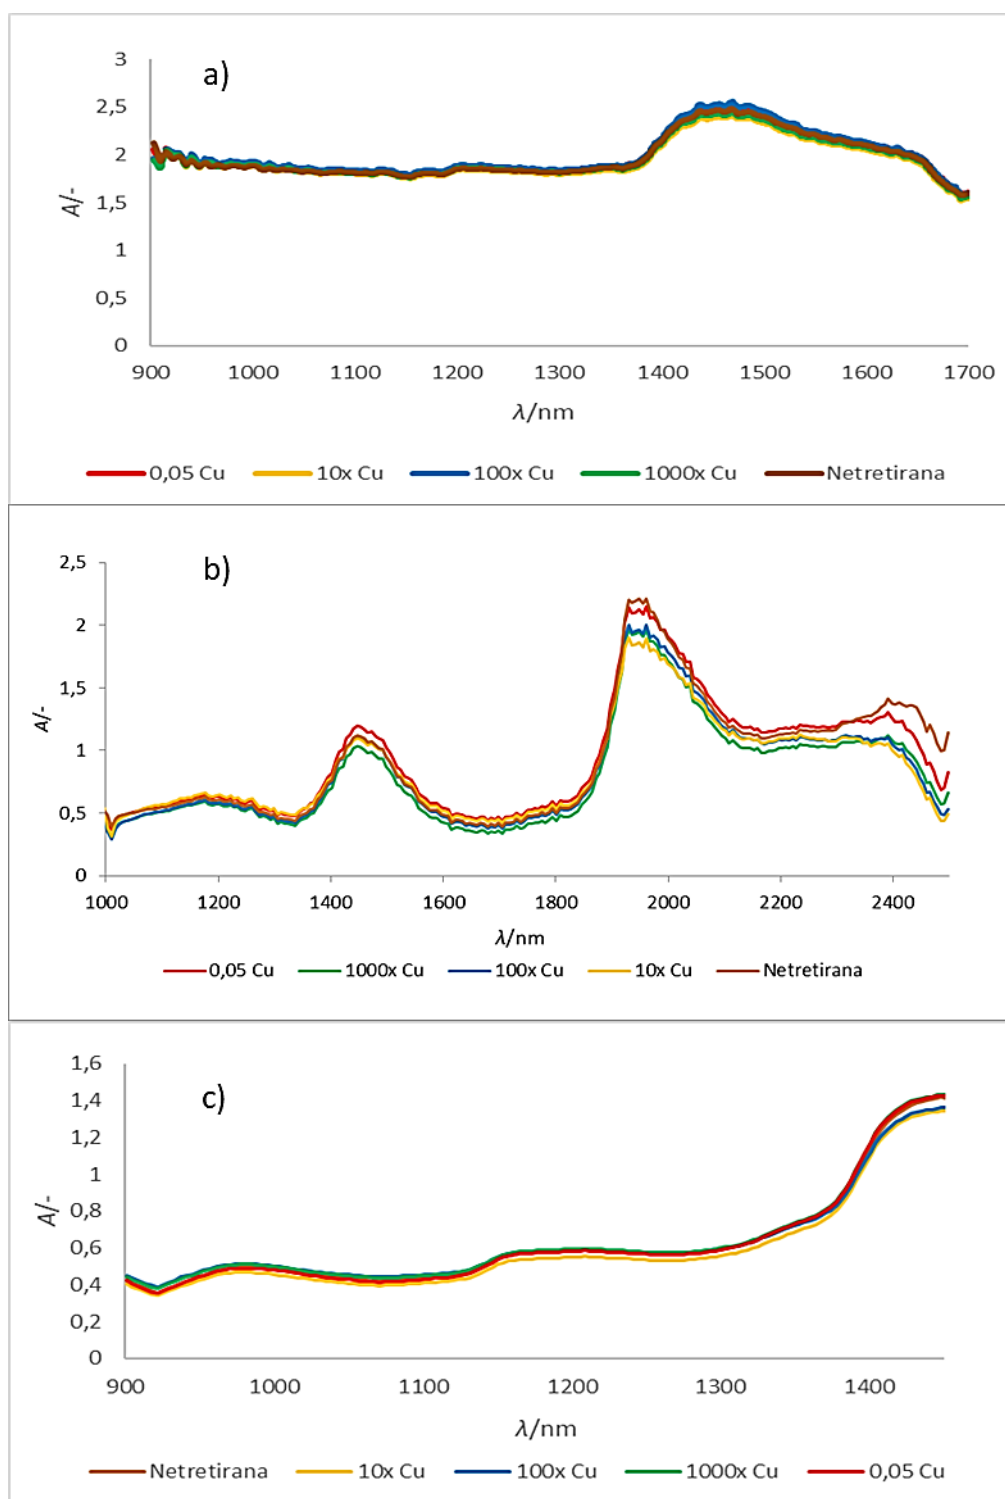 a)
3
2,5
2
1,5
1
0,5
0
A/-
900 1000 1100 1200 1300 1400 1500 1600 1700
λ/nm
0,05 Cu 10x Cu 100x Cu 1000x Cu Netretirana
b)
2,5
2
1,5
1
0,5
0
A/-
1000 1200 1400 1600 1800 2000 2200 2400
λ/nm
0,05 Cu 1000x Cu 100x Cu 10x Cu Netretirana
c)
1,6
1,4
1,2
1
0,8
0,6
0,4
0,2
0
A/-
900 1000 1100 1200 1300 1400
λ/nm
Netretirana 10x Cu 100x Cu 1000x Cu 0,05 Cu